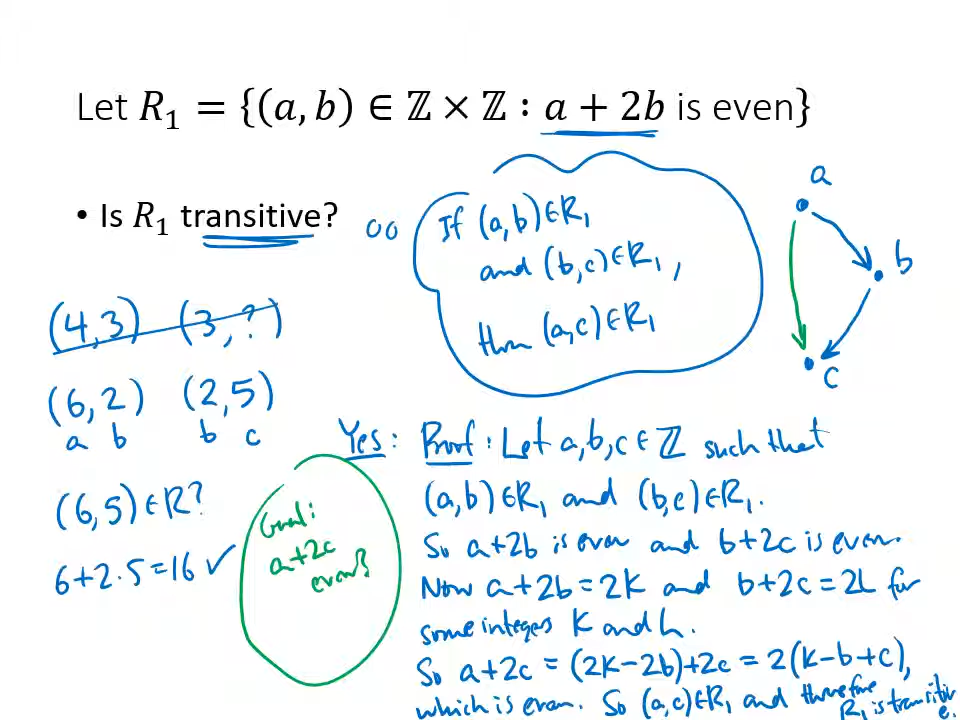 Let R₁ = {(a, b) ∈ ℤ × ℤ : a + 2b is even}
• Is R₁ transitive?
If (a,b)∈R₁
and (b,c)∈R₁,
then (a,c)∈R₁
a
b
c
(4,3) (3,?)
(6,2) (2,5)
a b b c
(6,5)∈R?
6+2·5=16 ✓
Goal:
a+2c
even?
Yes: Proof: Let a,b,c ∈ ℤ such that
(a,b)∈R₁ and (b,c)∈R₁.
So a+2b is even and b+2c is even.
Now a+2b=2K and b+2c=2L for
some integers K and L.
So a+2c = (2K-2b)+2c = 2(K-b+c),
which is even. So (a,c)∈R₁ and therefore
R₁ is transitive.